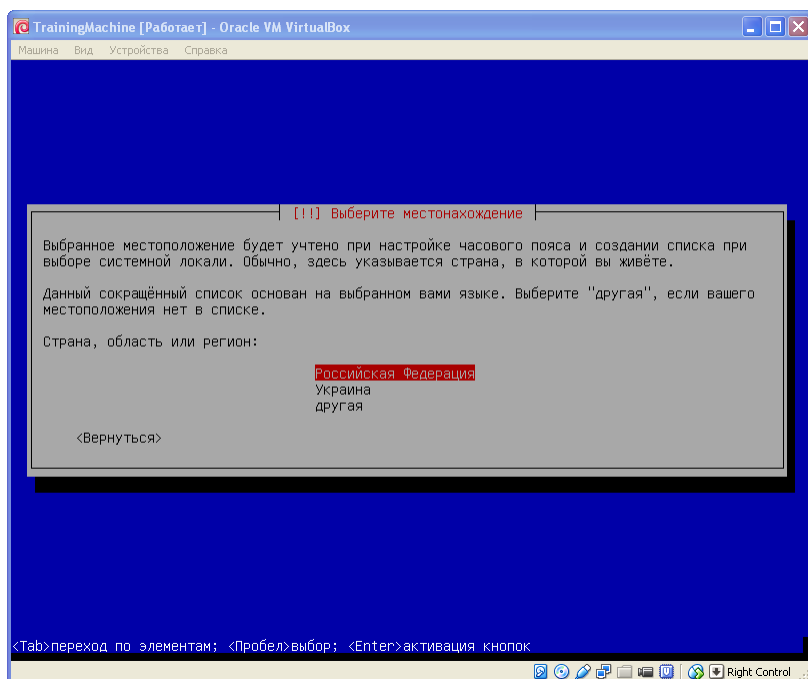 TrainingMachine [Работает] - Oracle VM VirtualBox
Машина Вид Устройства Справка
[!!] Выберите местонахождение
Выбранное местоположение будет учтено при настройке часового пояса и создании списка при
выборе системной локали. Обычно, здесь указывается страна, в которой вы живёте.
Данный сокращённый список основан на выбранном вами языке. Выберите "другая", если вашего
местоположения нет в списке.
Страна, область или регион:
Российская Федерация
Украина
другая
<Вернуться>
<Tab>переход по элементам; <Пробел>выбор; <Enter>активация кнопок
Right Control